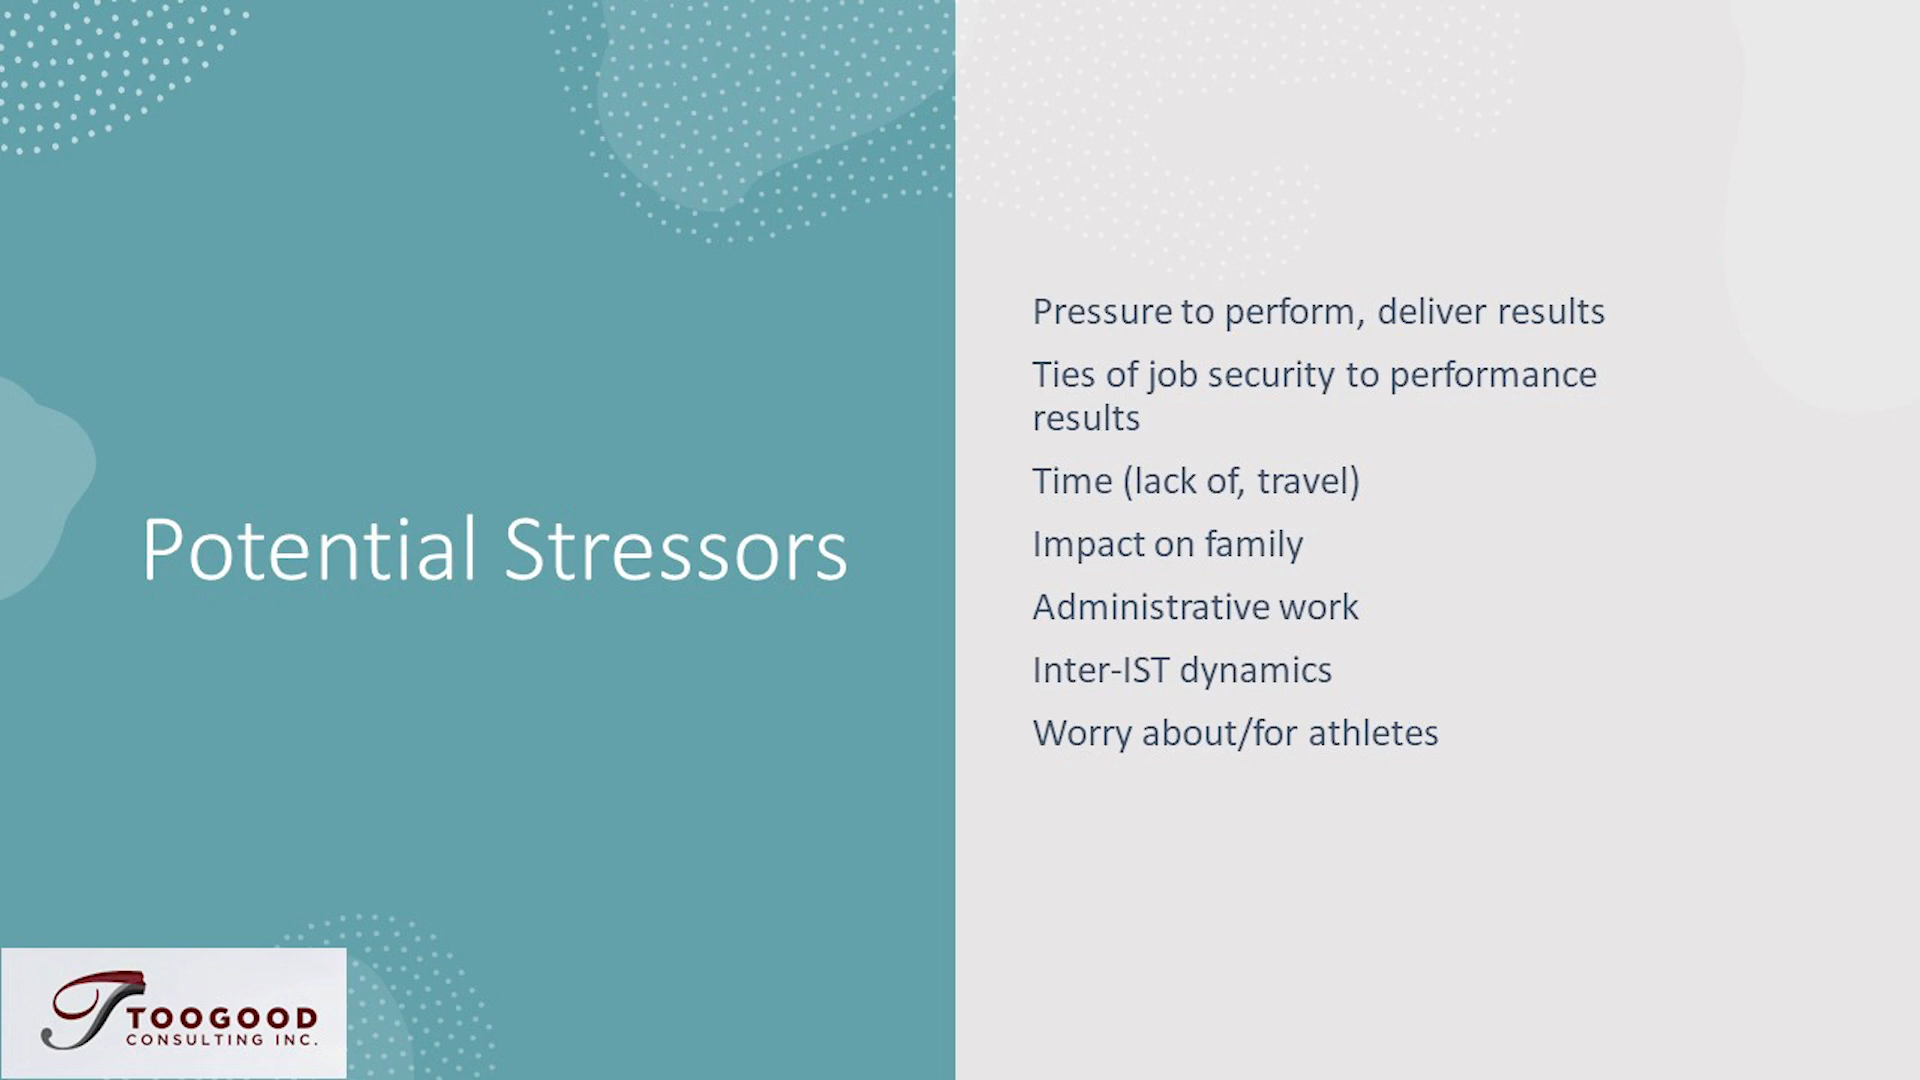 Potential Stressors
Pressure to perform, deliver results
Ties of job security to performance
results
Time (lack of, travel)
Impact on family
Administrative work
Inter-IST dynamics
Worry about/for athletes
TOOGOOD
CONSULTING INC.